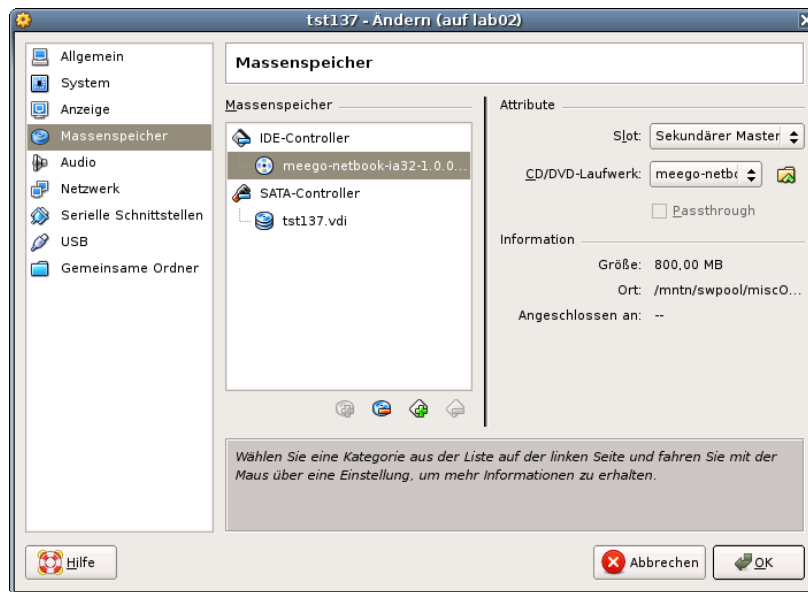 tst137 - Ändern (auf lab02)
Allgemein
System
Anzeige
Massenspeicher
Audio
Netzwerk
Serielle Schnittstellen
USB
Gemeinsame Ordner
Massenspeicher
Massenspeicher
IDE-Controller
meego-netbook-ia32-1.0.0...
SATA-Controller
tst137.vdi
Attribute
Slot: Sekundärer Master
CD/DVD-Laufwerk: meego-netbo
Passthrough
Information
Größe: 800,00 MB
Ort: /mntn/swpool/miscO...
Angeschlossen an: --
Wählen Sie eine Kategorie aus der Liste auf der linken Seite und fahren Sie mit der
Maus über eine Einstellung, um mehr Informationen zu erhalten.
Hilfe
Abbrechen
OK